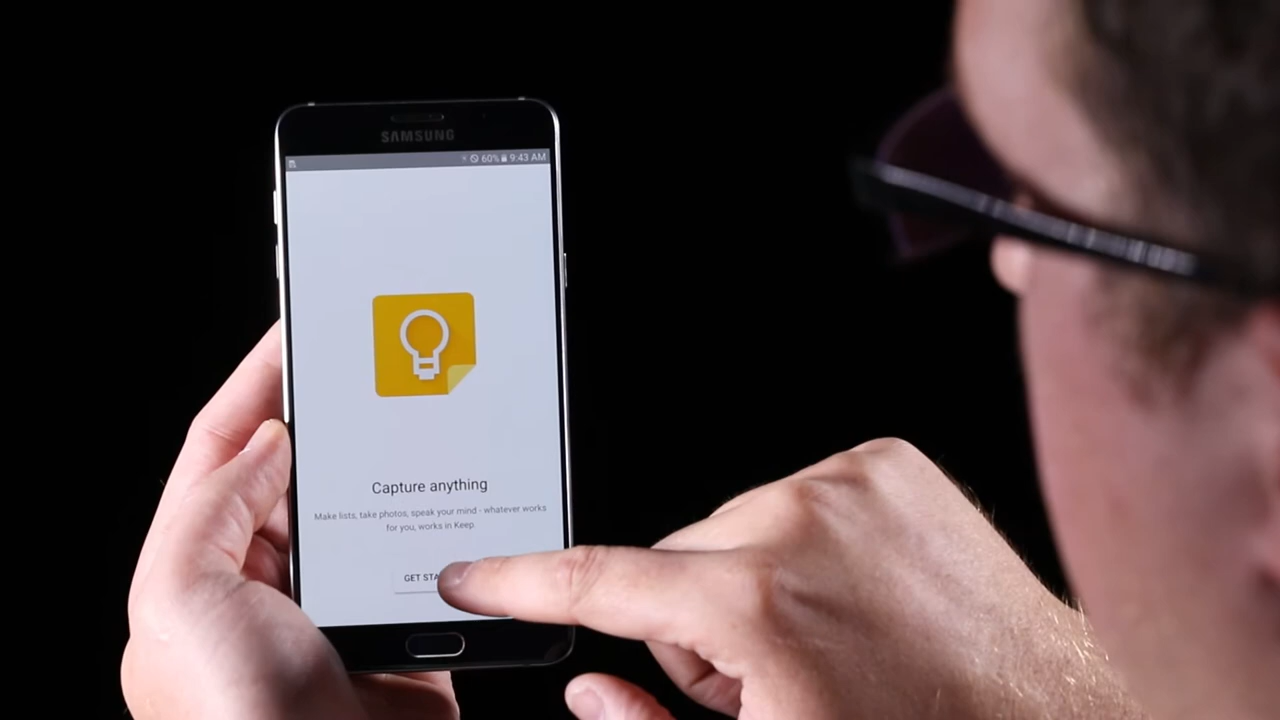 SAMSUNG
60% 9:43 AM
Capture anything
Make lists, take photos, speak your mind - whatever works
for you, works in Keep.
GET STA